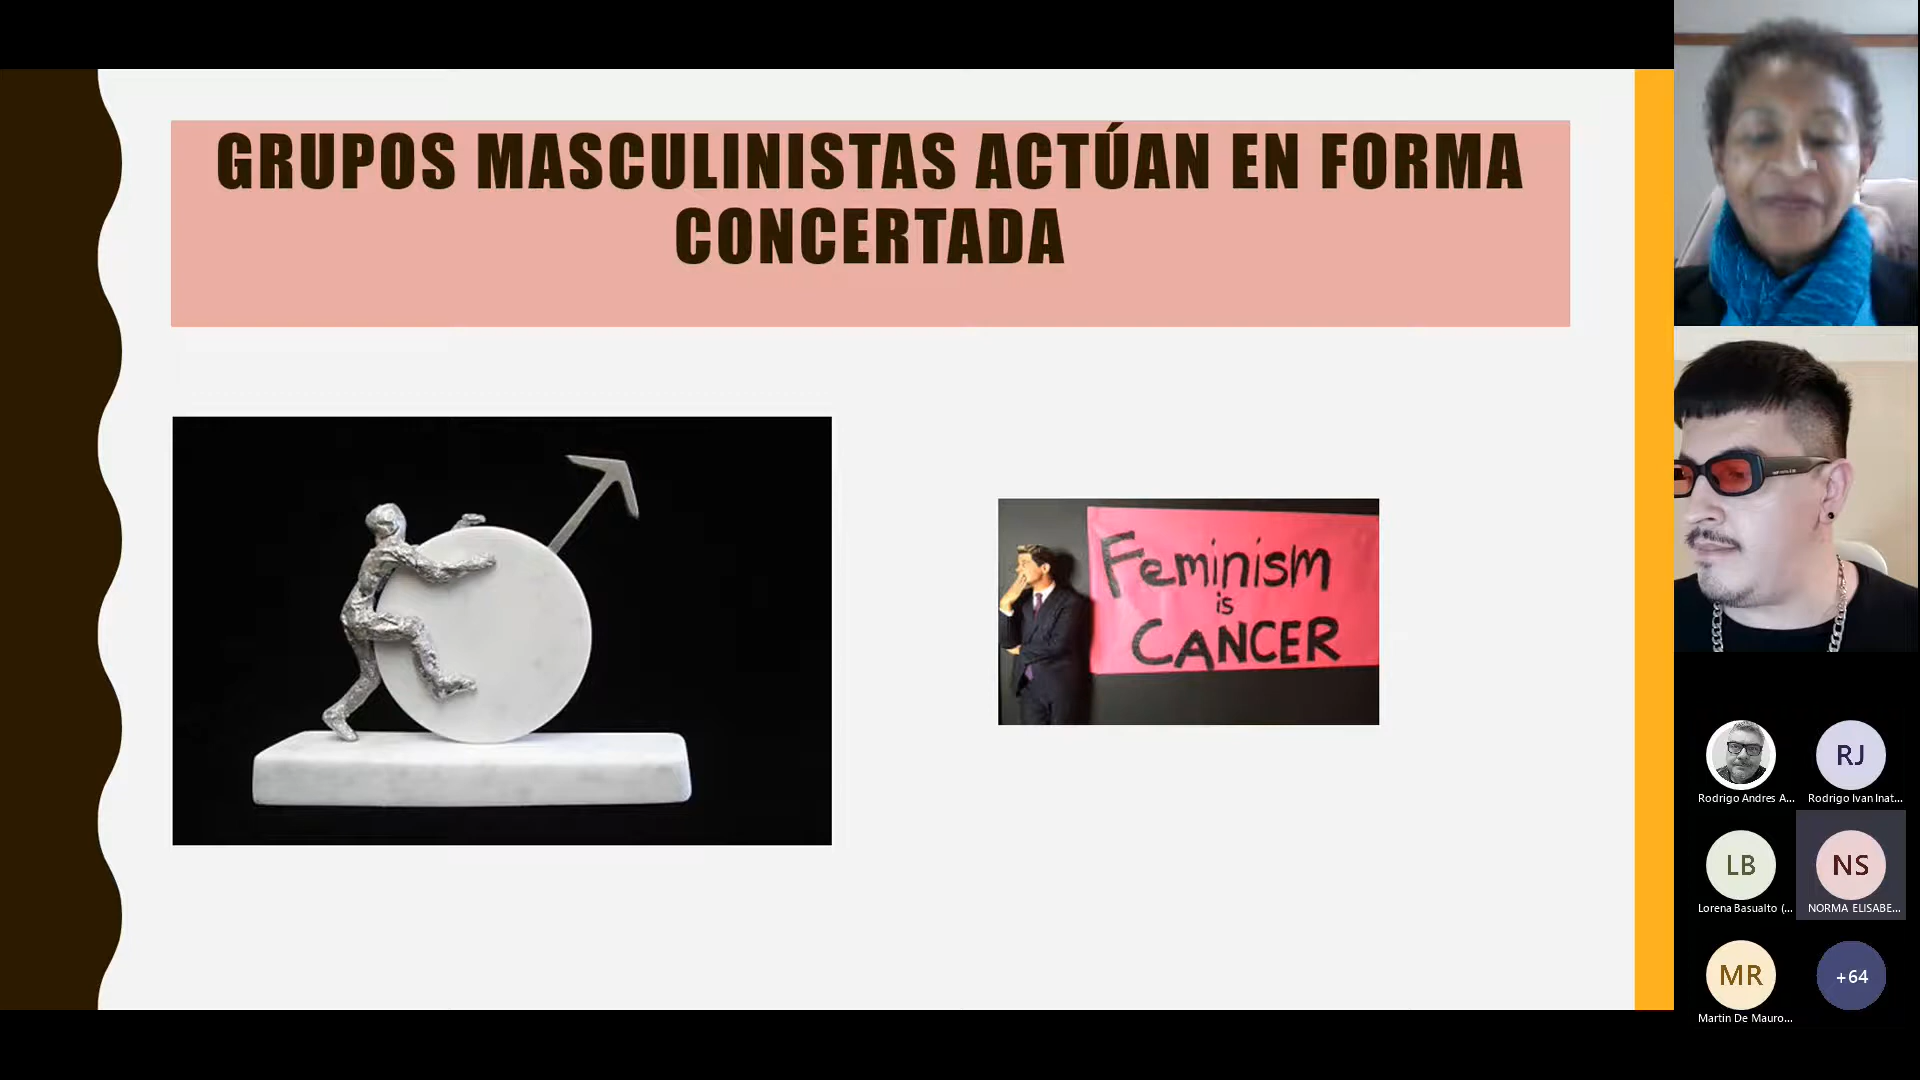 GRUPOS MASCULINISTAS ACTÚAN EN FORMA
CONCERTADA
Feminism
is
CANCER
RJ
Rodrigo Andres A...
Rodrigo Ivan Inat...
LB
NS
Lorena Basualto (...
NORMA ELISABE...
MR
+64
Martin De Mauro...